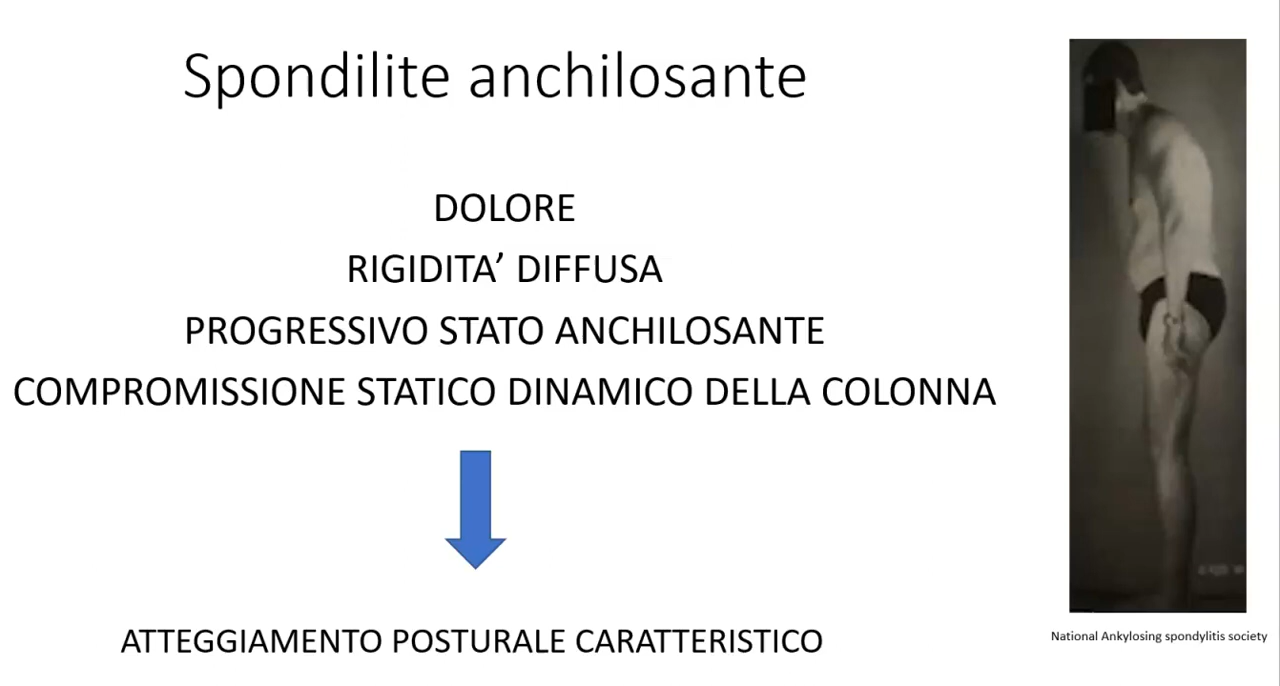 Spondilite anchilosante
DOLORE
RIGIDITA’ DIFFUSA
PROGRESSIVO STATO ANCHILOSANTE
COMPROMISSIONE STATICO DINAMICO DELLA COLONNA
ATTEGGIAMENTO POSTURALE CARATTERISTICO
National Ankylosing spondylitis society